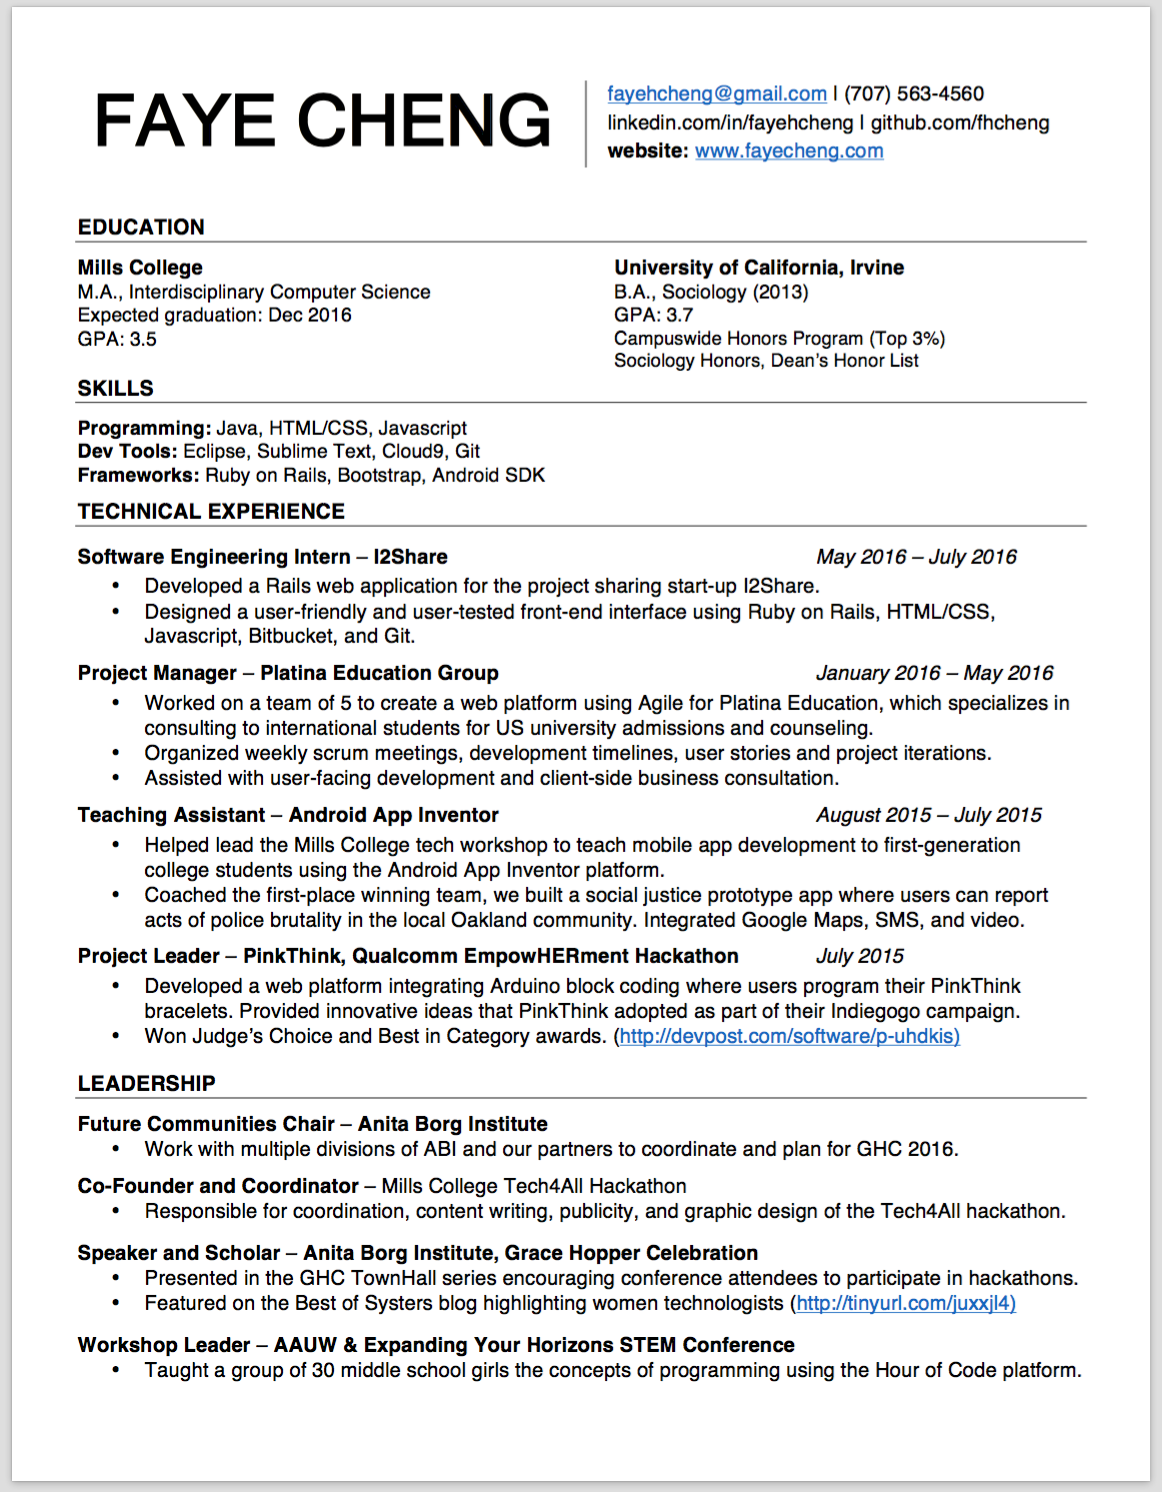 FAYE CHENG
fayehcheng@gmail.com | (707) 563-4560
linkedin.com/in/fayehcheng | github.com/fhcheng
website: www.fayecheng.com
EDUCATION
Mills College
M.A., Interdisciplinary Computer Science
Expected graduation: Dec 2016
GPA: 3.5
University of California, Irvine
B.A., Sociology (2013)
GPA: 3.7
Campuswide Honors Program (Top 3%)
Sociology Honors, Dean's Honor List
SKILLS
Programming: Java, HTML/CSS, Javascript
Dev Tools: Eclipse, Sublime Text, Cloud9, Git
Frameworks: Ruby on Rails, Bootstrap, Android SDK
TECHNICAL EXPERIENCE
Software Engineering Intern – I2Share May 2016 – July 2016
• Developed a Rails web application for the project sharing start-up I2Share.
• Designed a user-friendly and user-tested front-end interface using Ruby on Rails, HTML/CSS,
Javascript, Bitbucket, and Git.
Project Manager – Platina Education Group January 2016 – May 2016
• Worked on a team of 5 to create a web platform using Agile for Platina Education, which specializes in
consulting to international students for US university admissions and counseling.
• Organized weekly scrum meetings, development timelines, user stories and project iterations.
• Assisted with user-facing development and client-side business consultation.
Teaching Assistant – Android App Inventor August 2015 – July 2015
• Helped lead the Mills College tech workshop to teach mobile app development to first-generation
college students using the Android App Inventor platform.
• Coached the first-place winning team, we built a social justice prototype app where users can report
acts of police brutality in the local Oakland community. Integrated Google Maps, SMS, and video.
Project Leader – PinkThink, Qualcomm EmpowHERment Hackathon July 2015
• Developed a web platform integrating Arduino block coding where users program their PinkThink
bracelets. Provided innovative ideas that PinkThink adopted as part of their Indiegogo campaign.
• Won Judge's Choice and Best in Category awards. (http://devpost.com/software/p-uhdkis)
LEADERSHIP
Future Communities Chair – Anita Borg Institute
• Work with multiple divisions of ABI and our partners to coordinate and plan for GHC 2016.
Co-Founder and Coordinator – Mills College Tech4All Hackathon
• Responsible for coordination, content writing, publicity, and graphic design of the Tech4All hackathon.
Speaker and Scholar – Anita Borg Institute, Grace Hopper Celebration
• Presented in the GHC TownHall series encouraging conference attendees to participate in hackathons.
• Featured on the Best of Systers blog highlighting women technologists (http://tinyurl.com/juxxjl4)
Workshop Leader – AAUW & Expanding Your Horizons STEM Conference
• Taught a group of 30 middle school girls the concepts of programming using the Hour of Code platform.